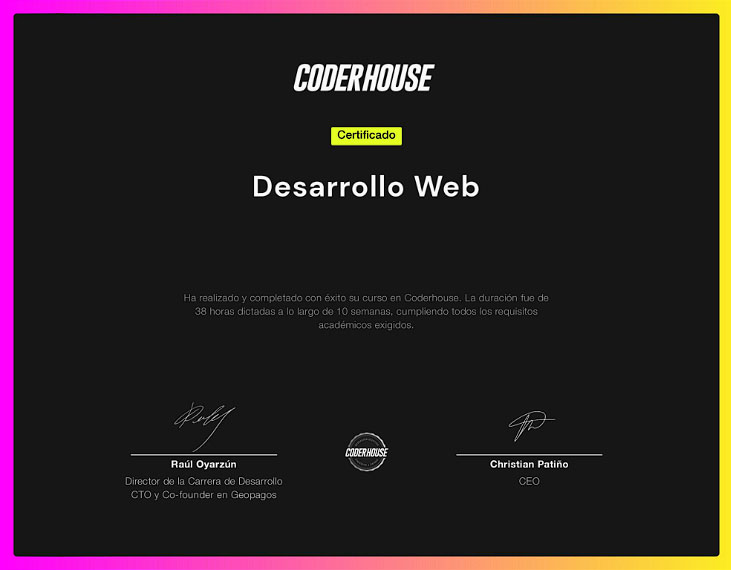 CODERHOUSE
Certificado
Desarrollo Web
Ha realizado y completado con éxito su curso en Coderhouse. La duración fue de
38 horas dictadas a lo largo de 10 semanas, cumpliendo todos los requisitos
académicos exigidos.
CODERHOUSE
Raúl Oyarzún
Christian Patiño
Director de la Carrera de Desarrollo
CEO
CTO y Co-founder en Geopagos